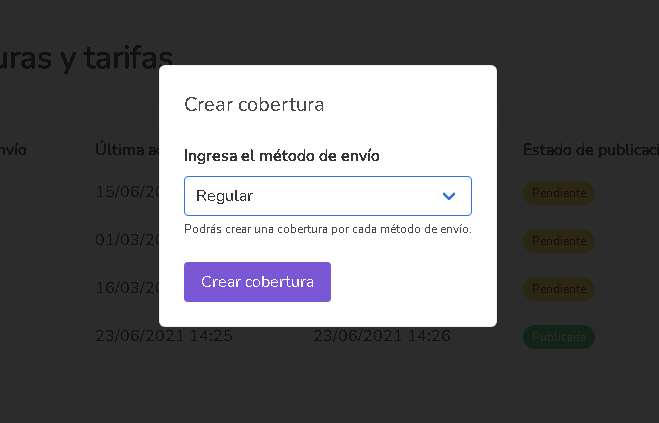 uras y tarifas
Crear cobertura
nvío
Última a
Estado de publicaci
Ingresa el método de envío
Regular
Podrás crear una cobertura por cada método de envío.
Crear cobertura
15/06/20
Pendiente
01/03/20
Pendiente
16/03/20
Pendiente
23/06/2021 14:25
23/06/2021 14:26
Publicada